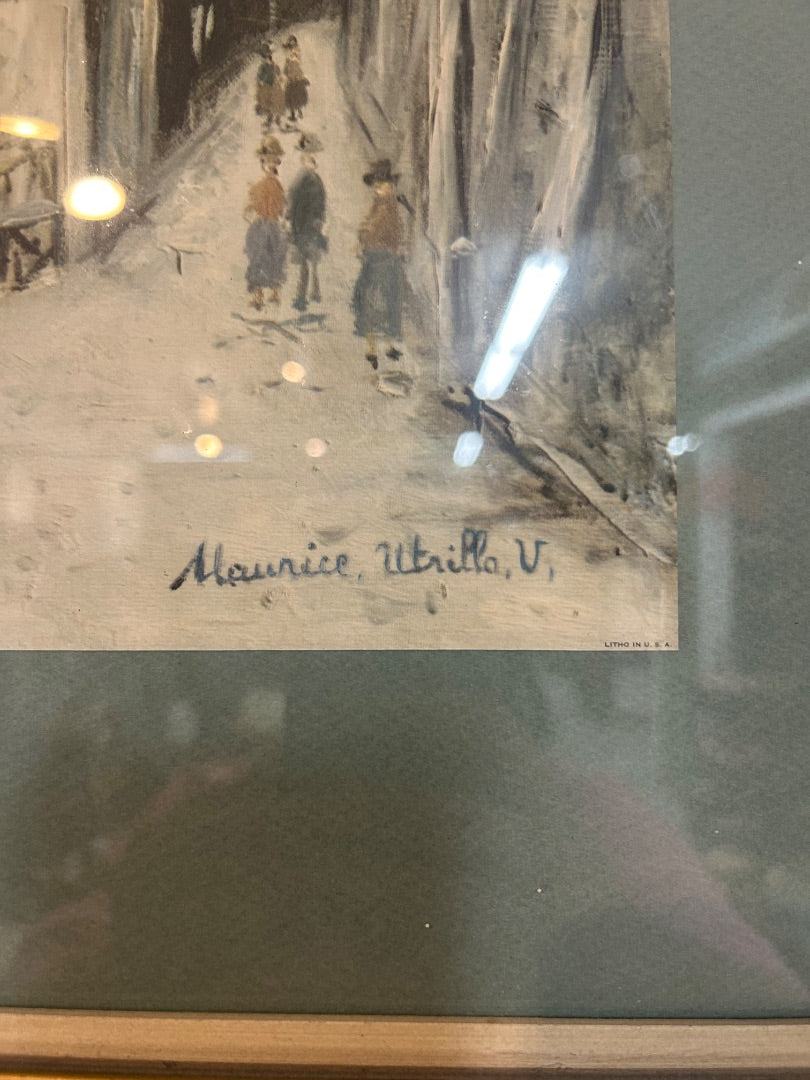 Maurice, Utrillo, V,
LITHO IN U. S. A.